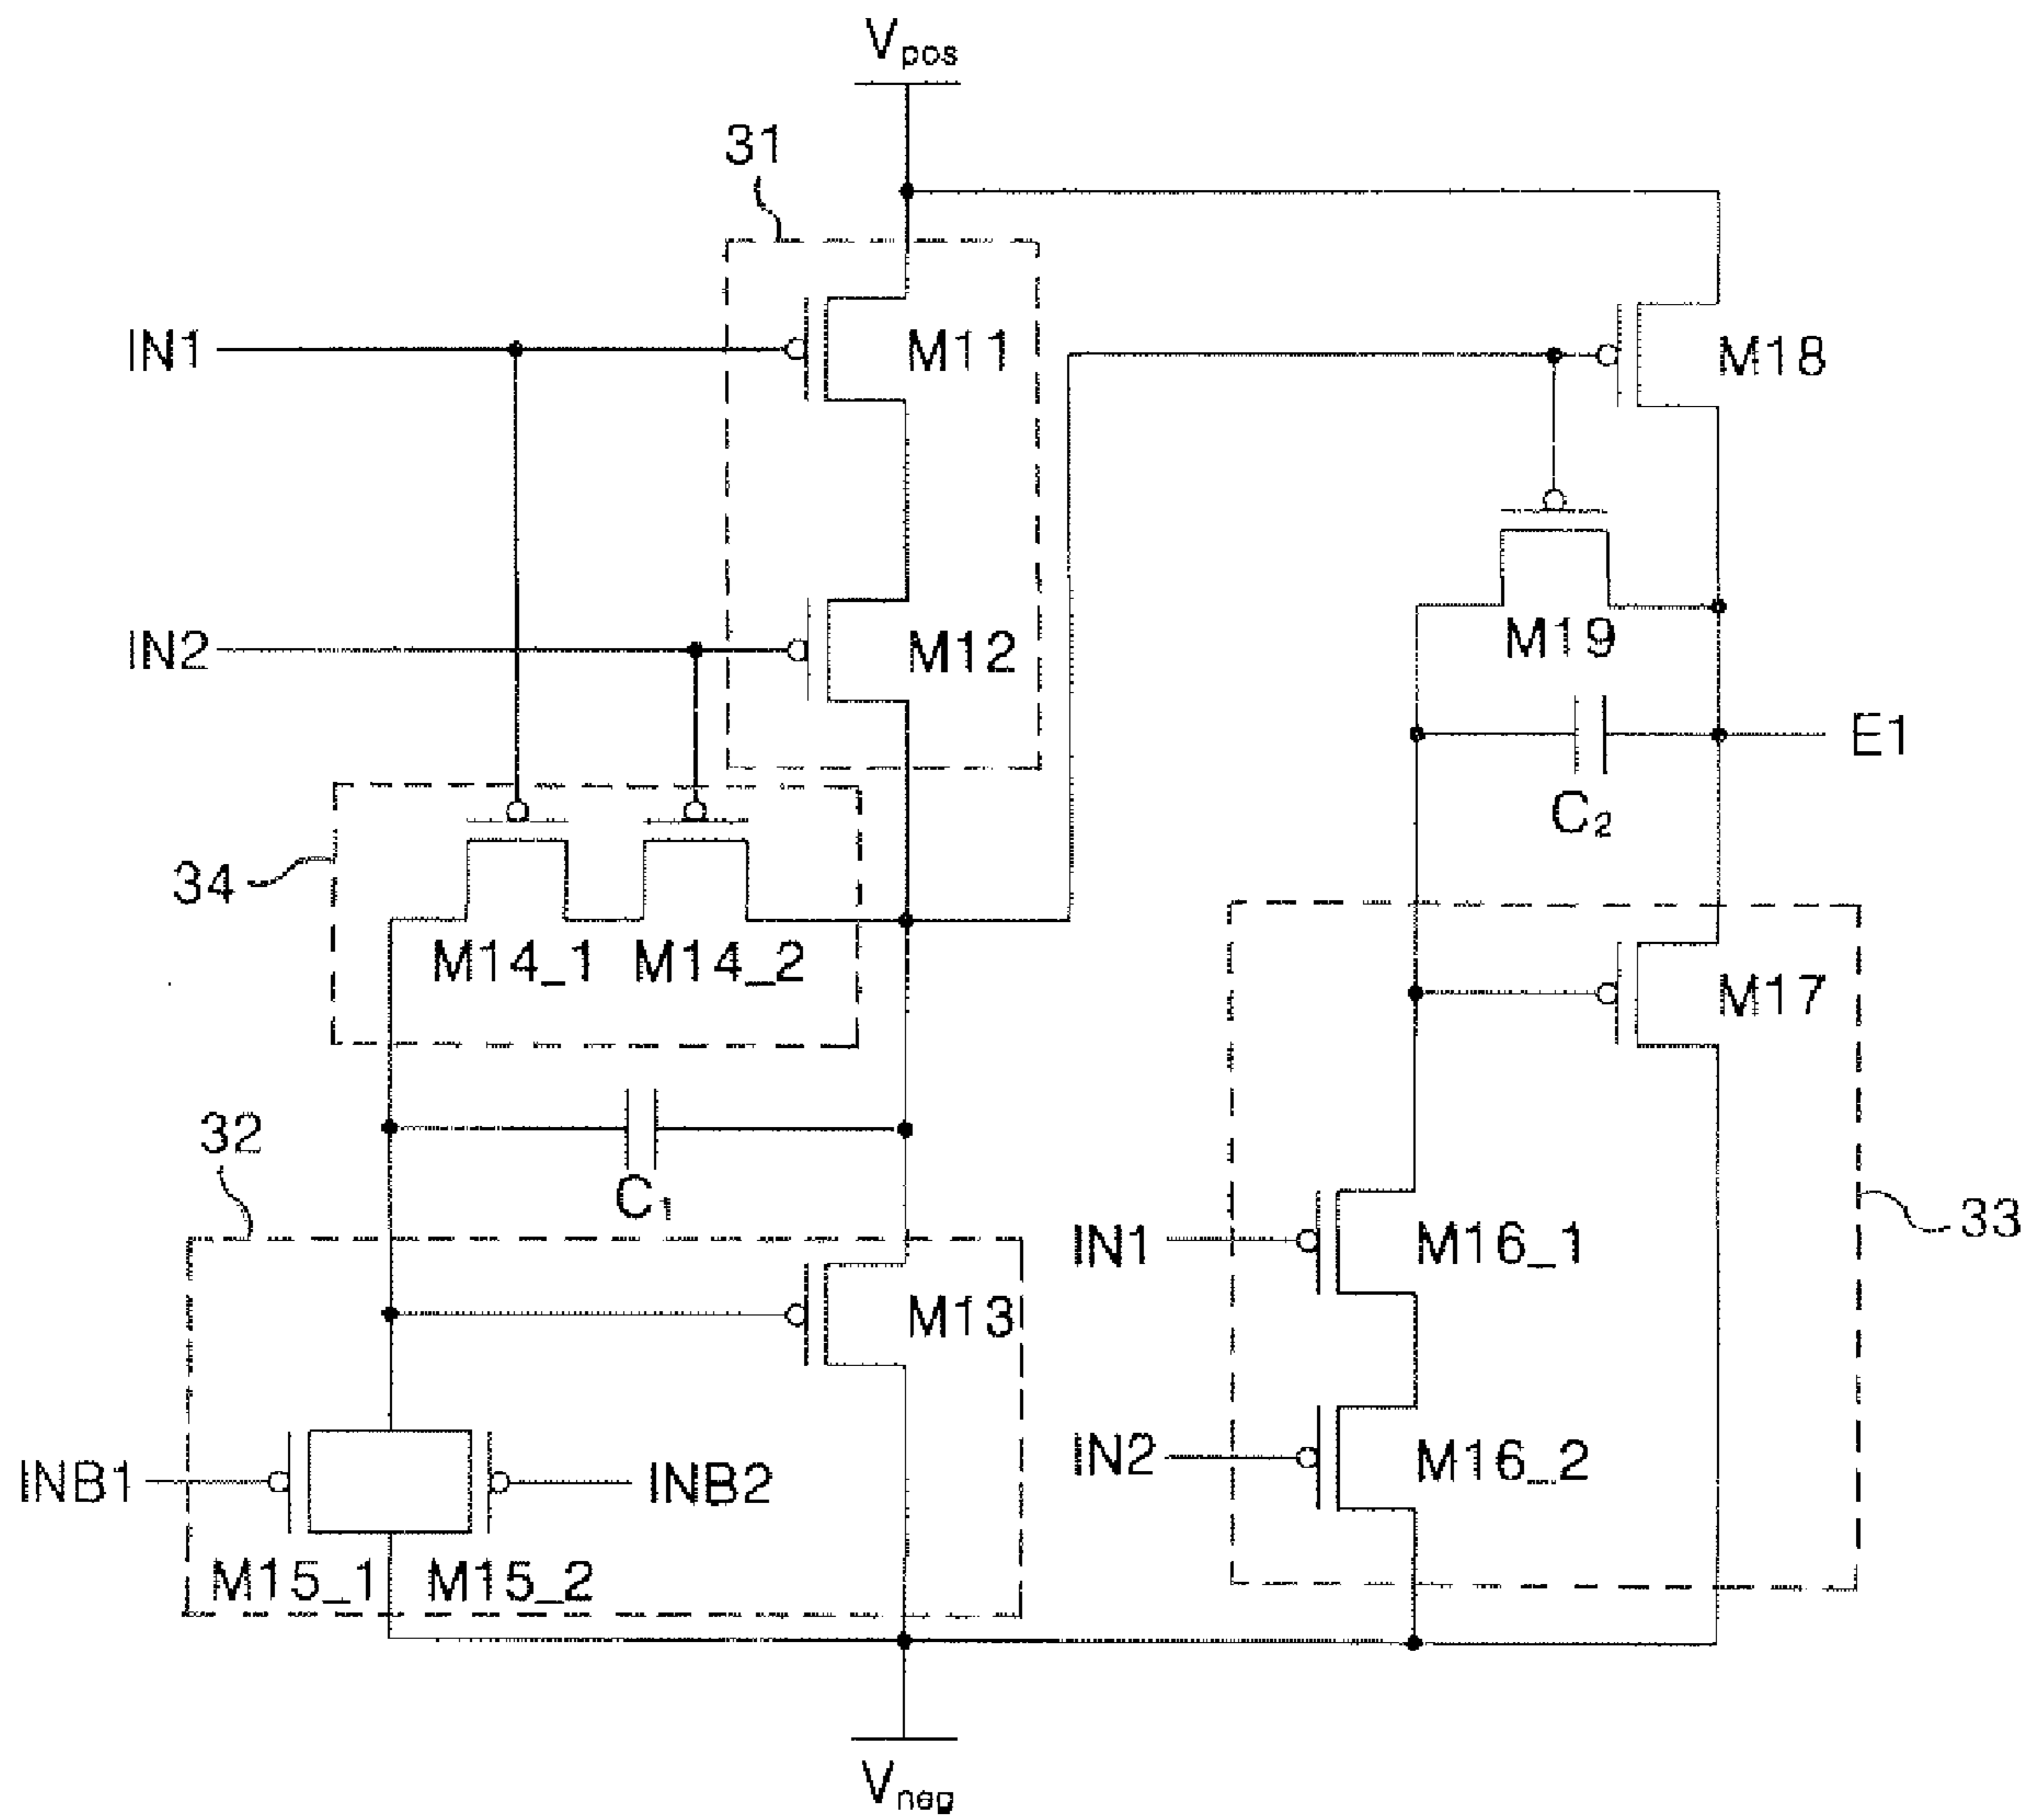 Vpos
31
IN1
M11
M18
IN2
M12
M19
E1
C2
34
M14_1
M14_2
M17
32
C1
IN1
M16_1
33
M13
IN2
M16_2
INB1
INB2
M15_1
M15_2
Vneg